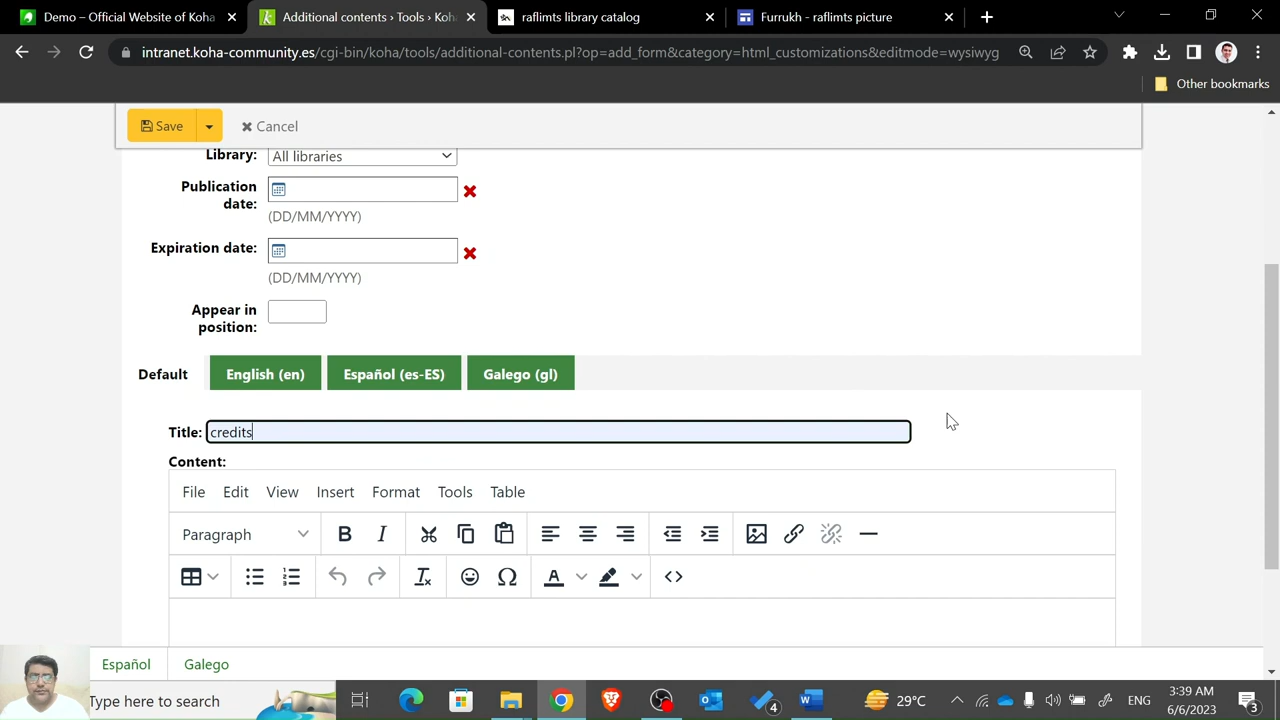 Demo – Official Website of Koha
Additional contents › Tools › Koha
raflimts library catalog
Furrukh - raflimts picture
intranet.koha-community.es/cgi-bin/koha/tools/additional-contents.pl?op=add_form&category=html_customizations&editmode=wysiwyg
Other bookmarks
Save
Cancel
Library: All libraries
Publication date:
(DD/MM/YYYY)
Expiration date:
(DD/MM/YYYY)
Appear in position:
Default English (en) Español (es-ES) Galego (gl)
Title: credits
Content:
File Edit View Insert Format Tools Table
Paragraph
Español Galego
Type here to search
4
29°C
ENG
3:39 AM
6/6/2023
3